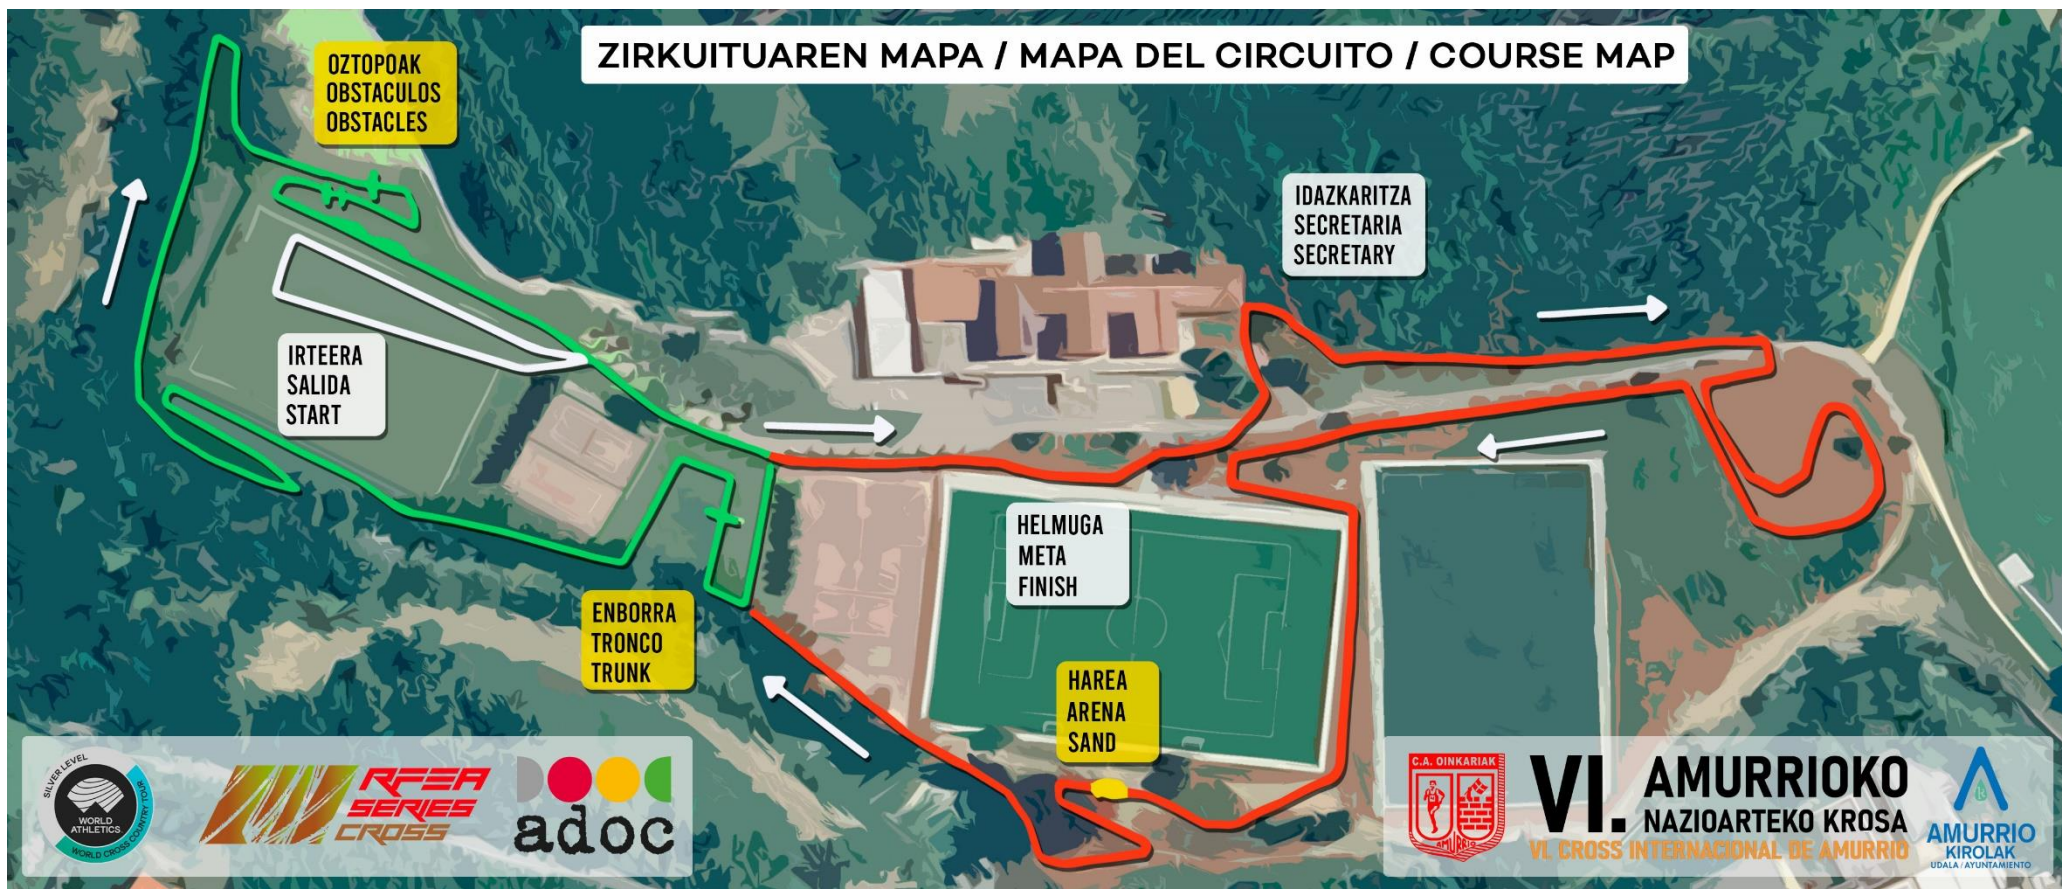 ZIRKUITUAREN MAPA / MAPA DEL CIRCUITO / COURSE MAP
OZTOPOAK
OBSTACULOS
OBSTACLES
IDAZKARITZA
SECRETARIA
SECRETARY
IRTEERA
SALIDA
START
HELMUGA
META
FINISH
ENBORRA
TRONCO
TRUNK
HAREA
ARENA
SAND
SILVER LEVEL
WORLD
ATHLETICS
WORLD CROSS COUNTRY TOUR
RFEA
SERIES
CROSS
adoc
C.A. OINKARIAK
AMURRIO
VI. AMURRIOKO
NAZIOARTEKO KROSA
VI. CROSS INTERNACIONAL DE AMURRIO
AMURRIO
KIROLAK
UDALA / AYUNTAMIENTO